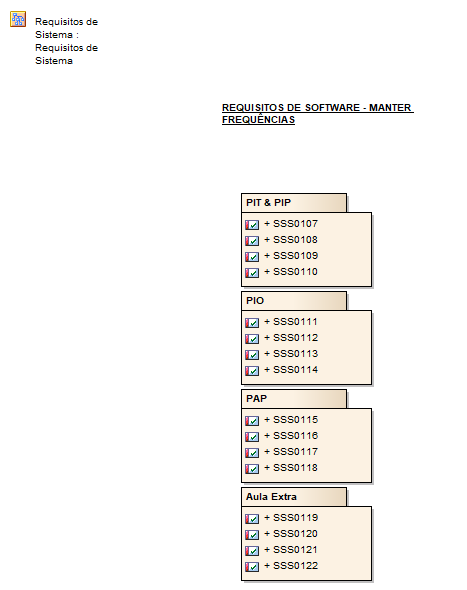 Requisitos de
Sistema :
Requisitos de
Sistema
REQUISITOS DE SOFTWARE - MANTER
FREQUÊNCIAS
PIT & PIP
+ SSS0107
+ SSS0108
+ SSS0109
+ SSS0110
PIO
+ SSS0111
+ SSS0112
+ SSS0113
+ SSS0114
PAP
+ SSS0115
+ SSS0116
+ SSS0117
+ SSS0118
Aula Extra
+ SSS0119
+ SSS0120
+ SSS0121
+ SSS0122